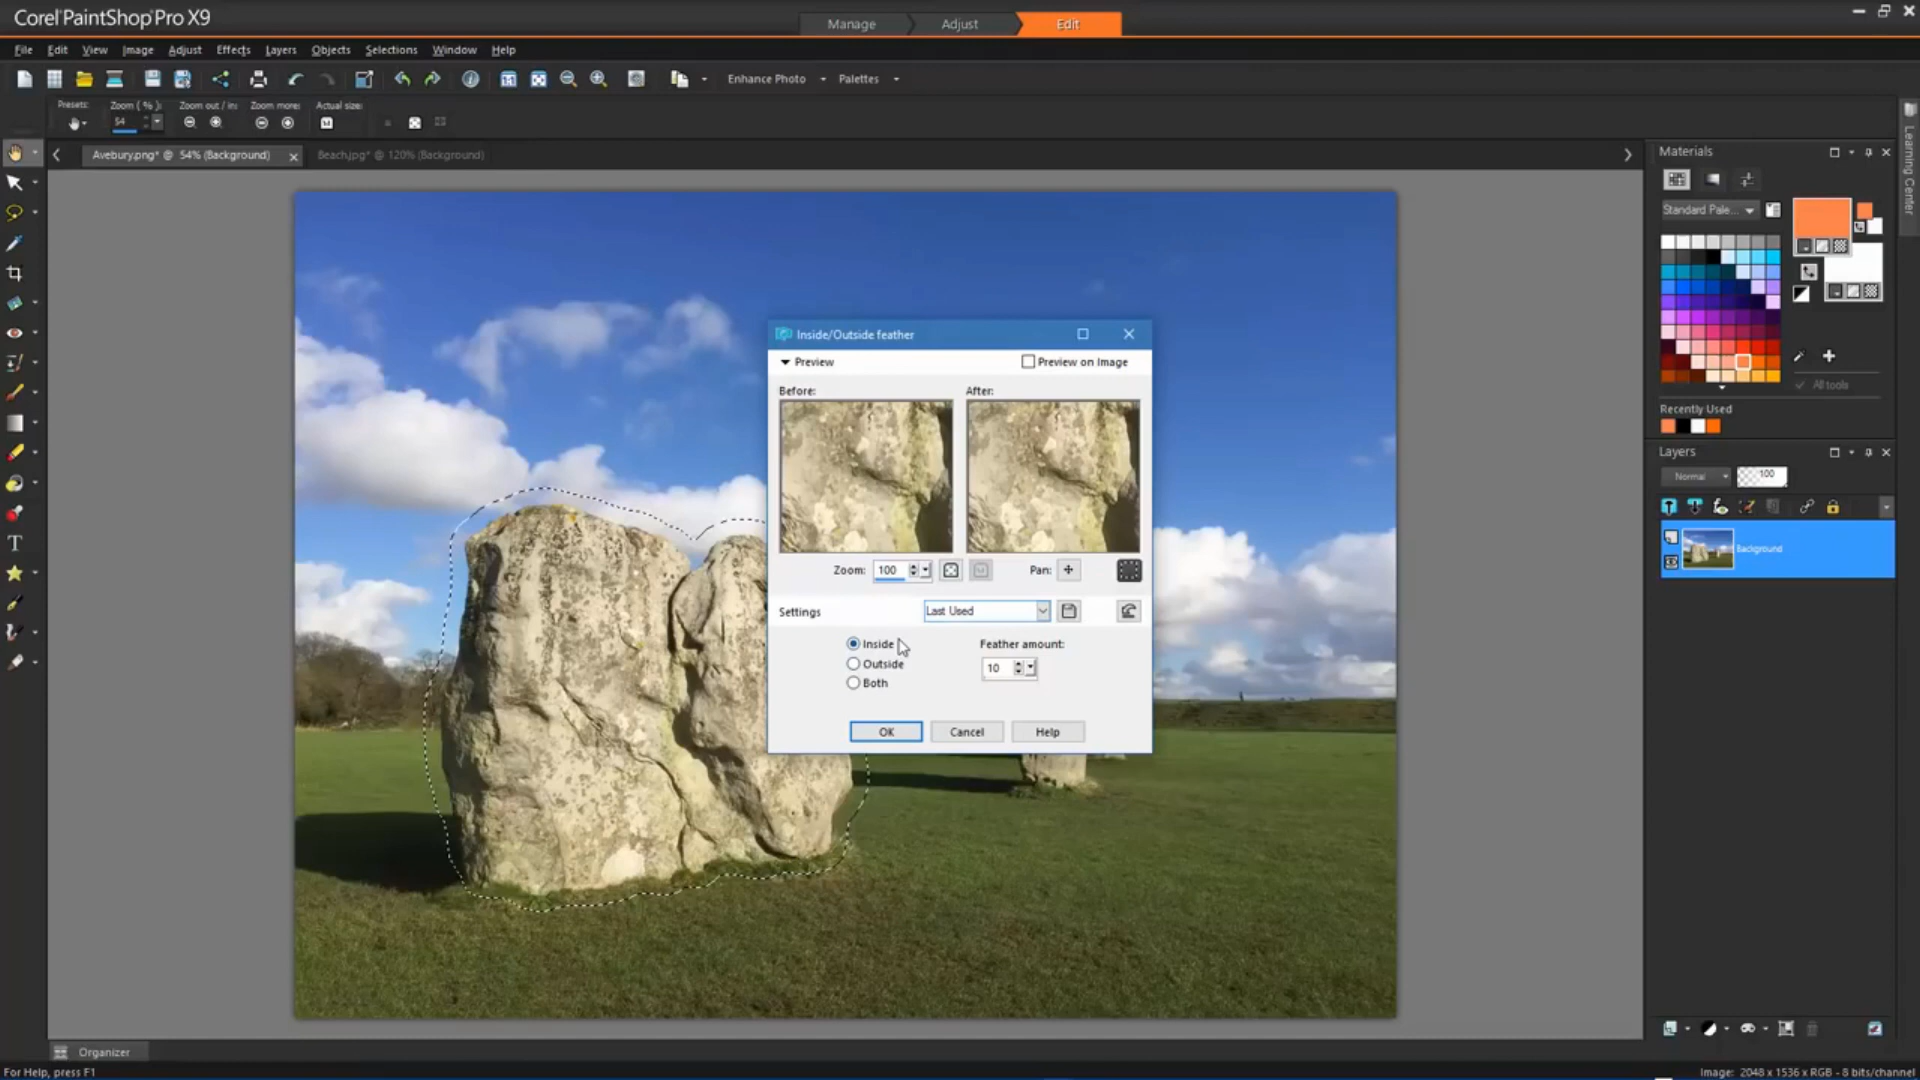 Corel PaintShop Pro X9
Manage
Adjust
Edit
File Edit View Image Adjust Effects Layers Objects Selections Window Help
Enhance Photo
Palettes
Presets:
Zoom ( % ):
Zoom out / in:
Zoom more:
Actual size:
54
Avebury.png* @ 54% (Background)
Beach.jpg* @ 120% (Background)
Materials
Learning Center
Standard Pale...
All tools
Recently Used
Layers
Normal
100
Background
Inside/Outside feather
Preview
Preview on Image
Before:
After:
Zoom: 100
Pan:
Settings
Last Used
Inside
Outside
Both
Feather amount:
10
OK
Cancel
Help
T
Organizer
For Help, press F1
Image: 2048 x 1536 x RGB - 8 bits/channel